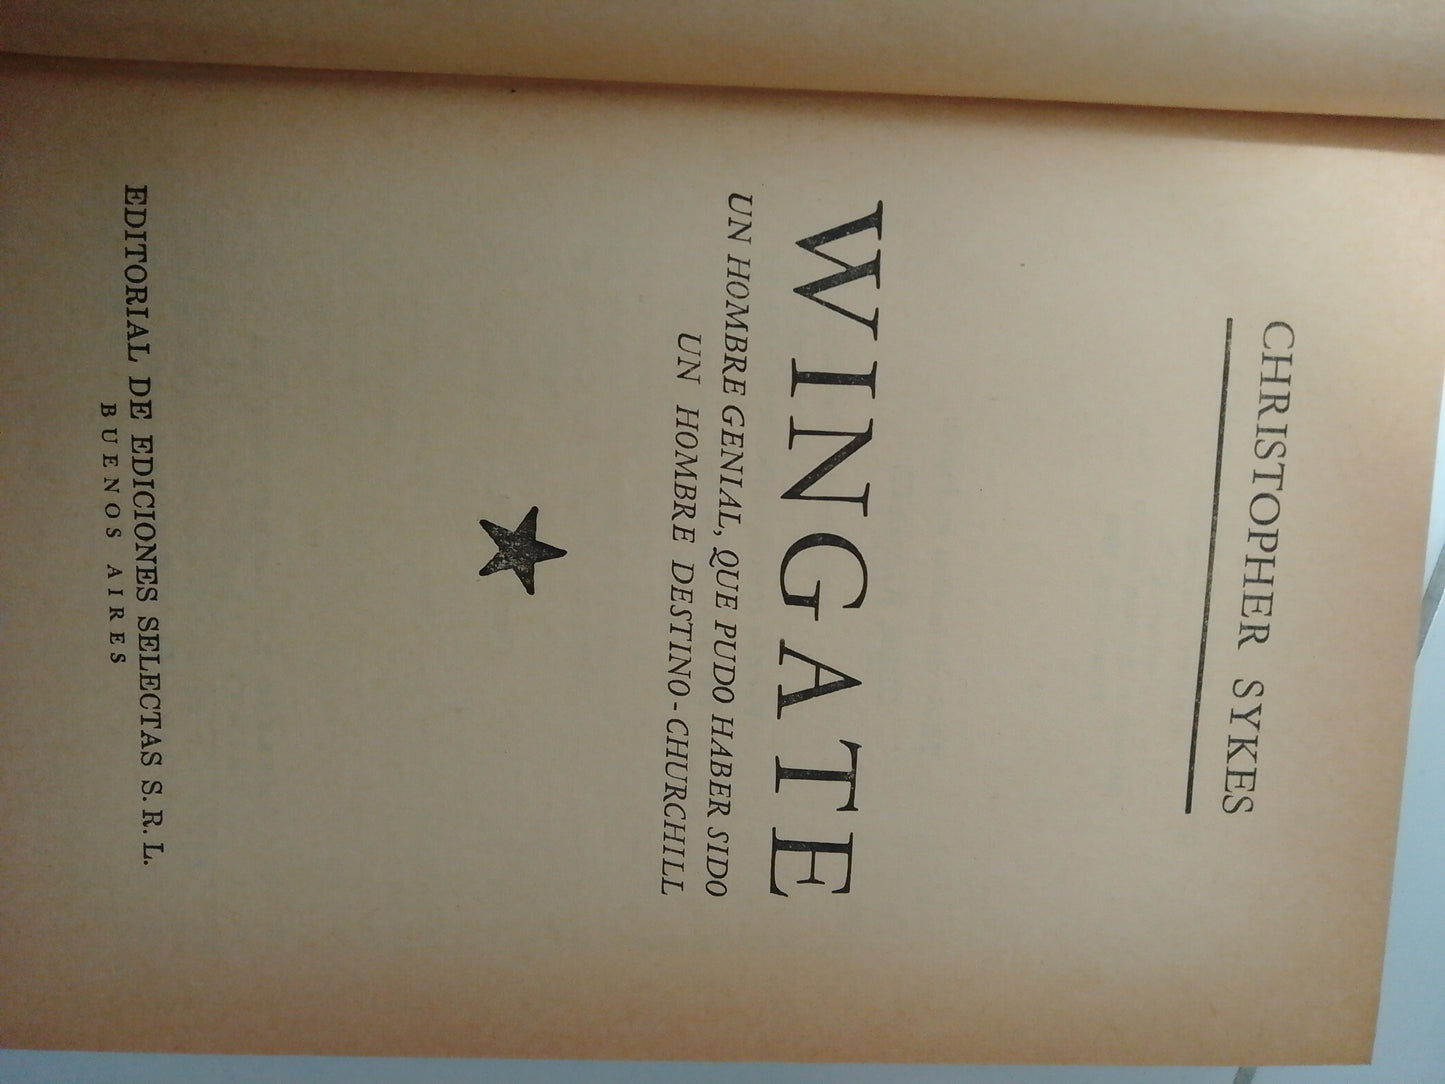 CHRISTOPHER SYKES
WINGATE
UN HOMBRE GENIAL, QUE PUDO HABER SIDO
UN HOMBRE DESTINO - CHURCHILL
EDITORIAL DE EDICIONES SELECTAS S. R. L.
BUENOS AIRES